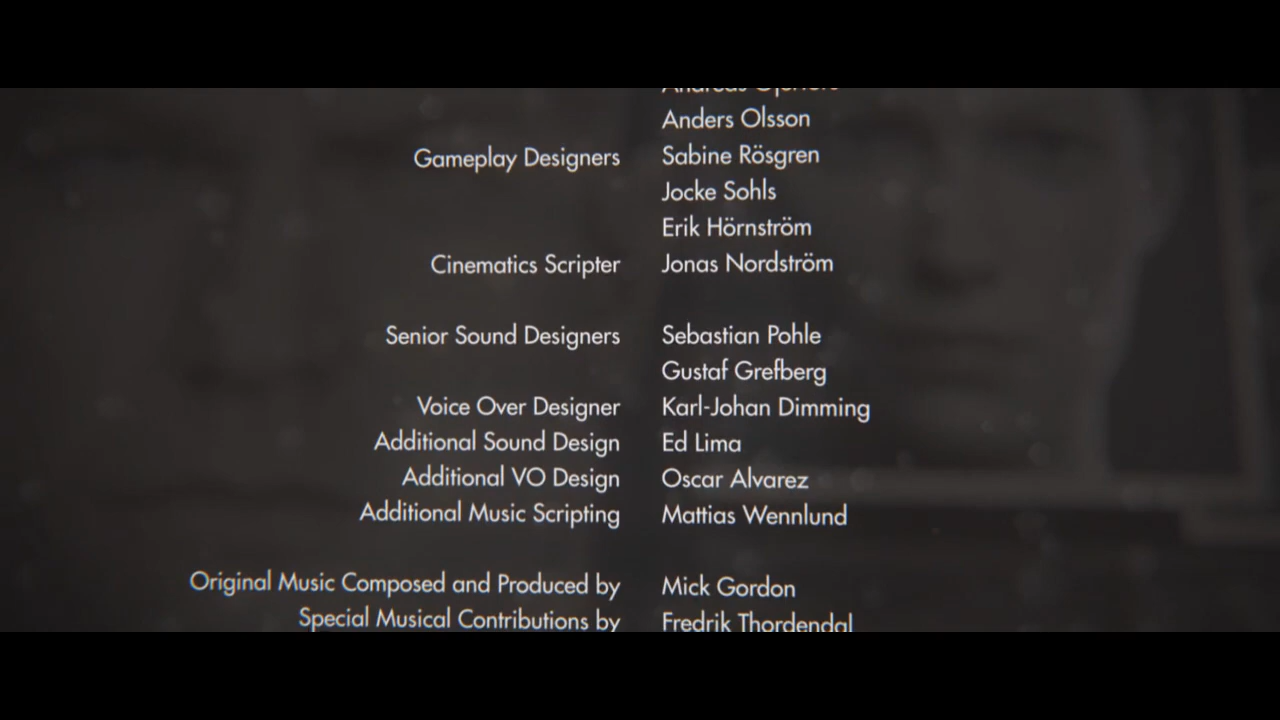 Anders Olsson
Gameplay Designers Sabine Rösgren
Jocke Sohls
Erik Hörnström
Cinematics Scripter Jonas Nordström
Senior Sound Designers Sebastian Pohle
Gustaf Grefberg
Voice Over Designer Karl-Johan Dimming
Additional Sound Design Ed Lima
Additional VO Design Oscar Alvarez
Additional Music Scripting Mattias Wennlund
Original Music Composed and Produced by Mick Gordon
Special Musical Contributions by Fredrik Thordendal